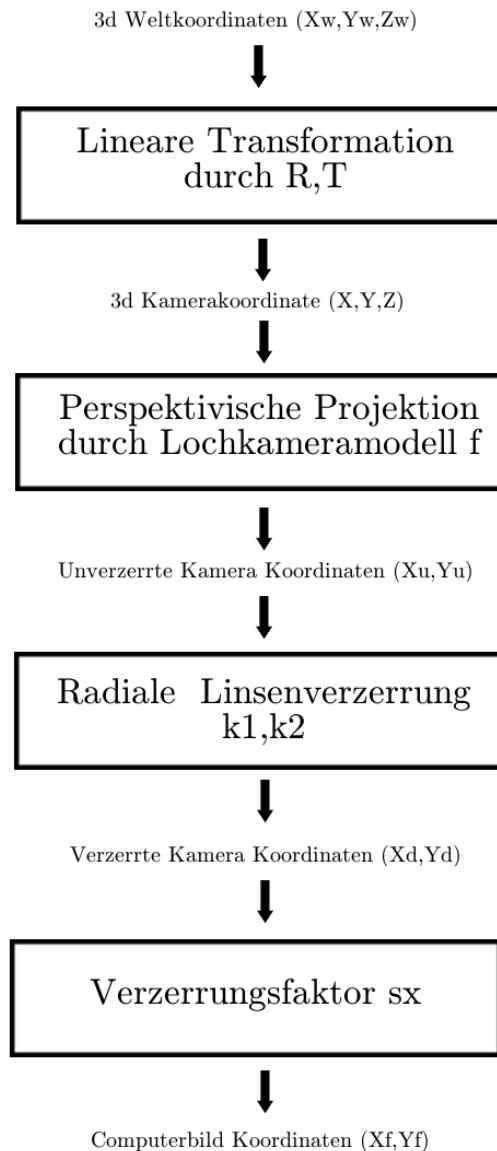 3d Weltkoordinaten (Xw,Yw,Zw)
Lineare Transformation
durch R,T
3d Kamerakoordinate (X,Y,Z)
Perspektivische Projektion
durch Lochkameramodell f
Unverzerrte Kamera Koordinaten (Xu,Yu)
Radiale Linsenverzerrung
k1,k2
Verzerrte Kamera Koordinaten (Xd,Yd)
Verzerrungsfaktor sx
Computerbild Koordinaten (Xf,Yf)